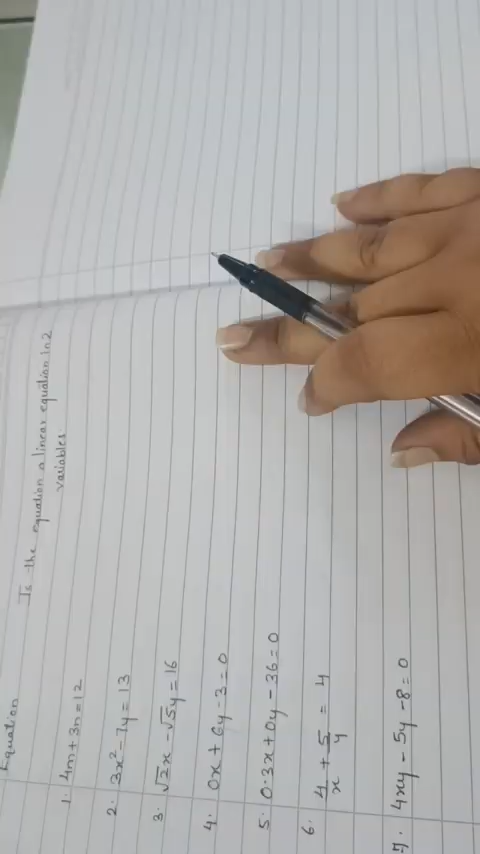 Equation
Is the equation a linear equation in 2
variables
1. 4m + 3n = 12
2. 3x² - 7y = 13
3. √2x - √5y = 16
4. 0x + 6y - 3 = 0
5. 0.3x + 0y - 36 = 0
6. 4/x + 5/y = 4
7. 4xy - 5y - 8 = 0